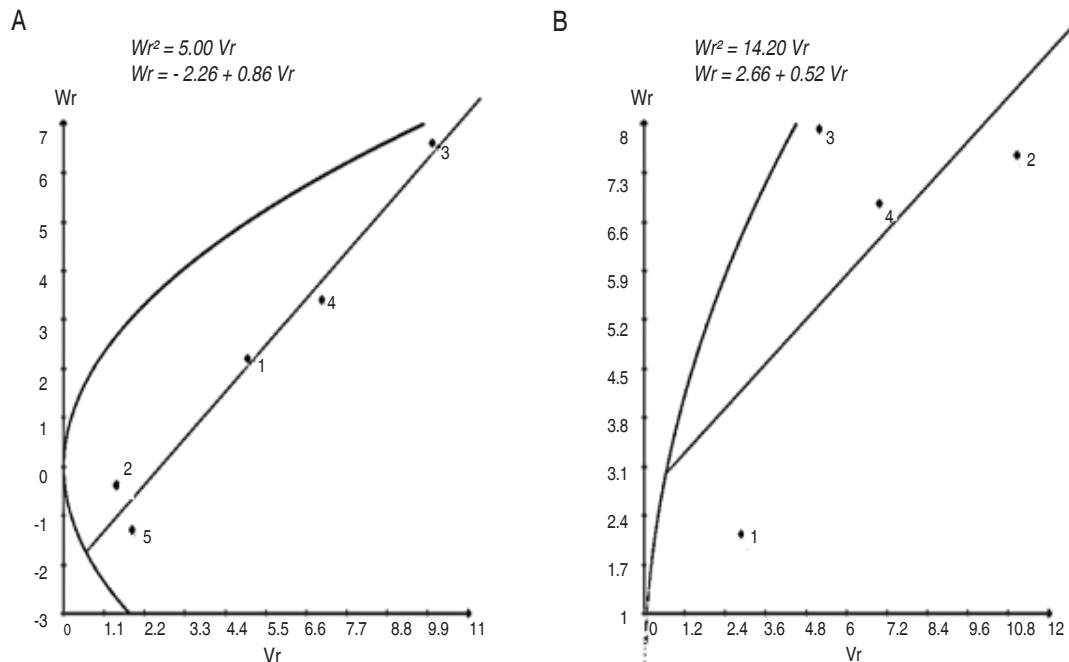 A
Wr² = 5.00 Vr
Wr = - 2.26 + 0.86 Vr
Wr
7
6
5
4
3
2
1
0
-1
-2
-3
3
4
1
2
5
0 1.1 2.2 3.3 4.4 5.5 6.6 7.7 8.8 9.9 11
Vr
B
Wr² = 14.20 Vr
Wr = 2.66 + 0.52 Vr
Wr
8
7.3
6.6
5.9
5.2
4.5
3.8
3.1
2.4
1.7
1
3
2
4
1
0 1.2 2.4 3.6 4.8 6 7.2 8.4 9.6 10.8 12
Vr